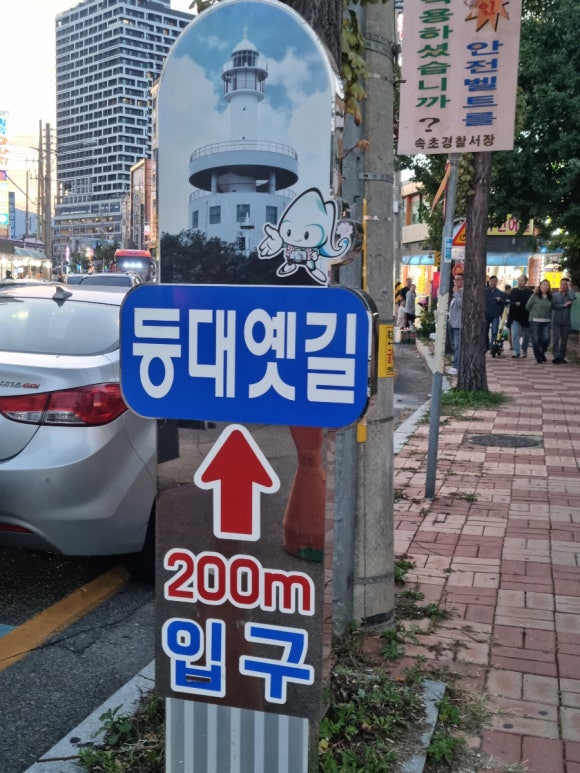 등대옛길
200m
입구
용하셨습니까?
안전벨트를
속초경찰서장
GDI